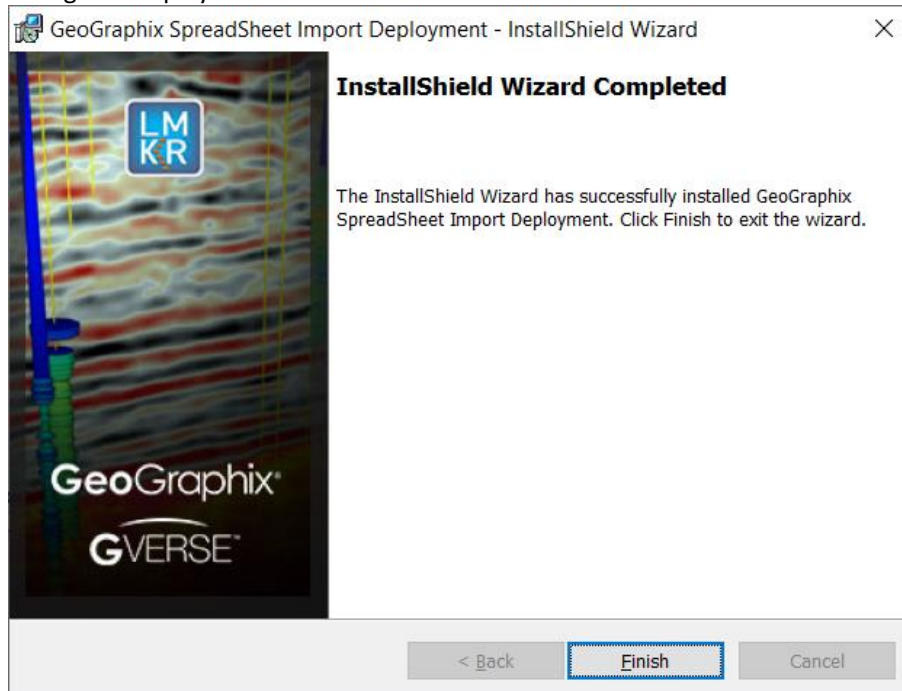 GeoGraphix SpreadSheet Import Deployment - InstallShield Wizard
InstallShield Wizard Completed
LM
KR
The InstallShield Wizard has successfully installed GeoGraphix
SpreadSheet Import Deployment. Click Finish to exit the wizard.
GeoGraphix®
GVERSE™
< Back Finish Cancel